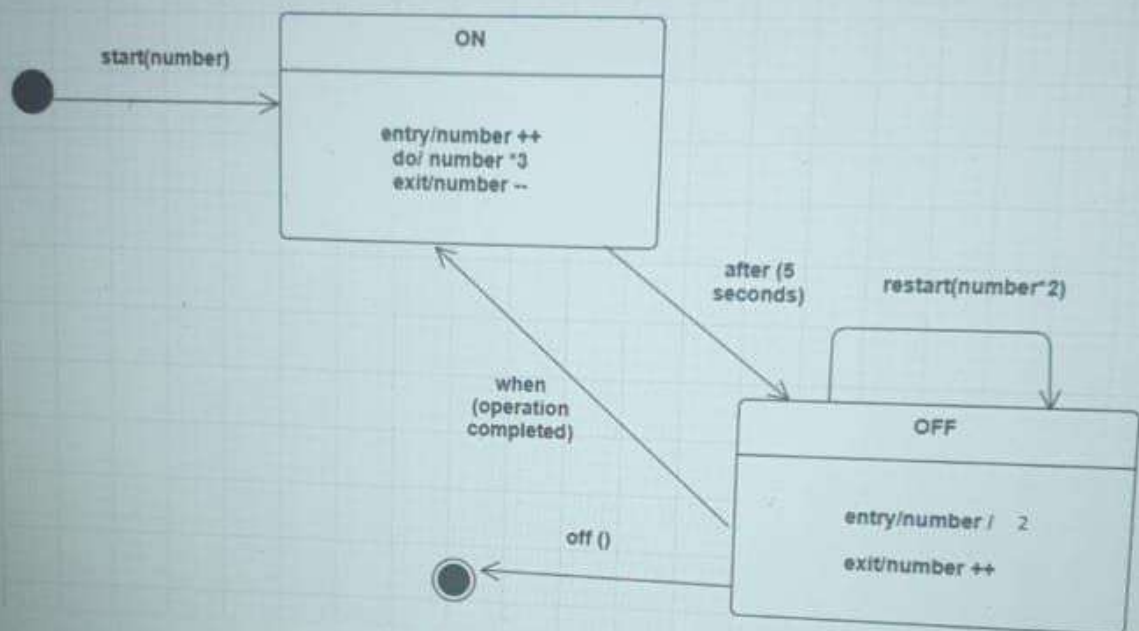 start(number)
ON
entry/number ++
do/ number *3
exit/number --
after (5
seconds)
restart(number*2)
when
(operation
completed)
OFF
entry/number / 2
exit/number ++
off ()